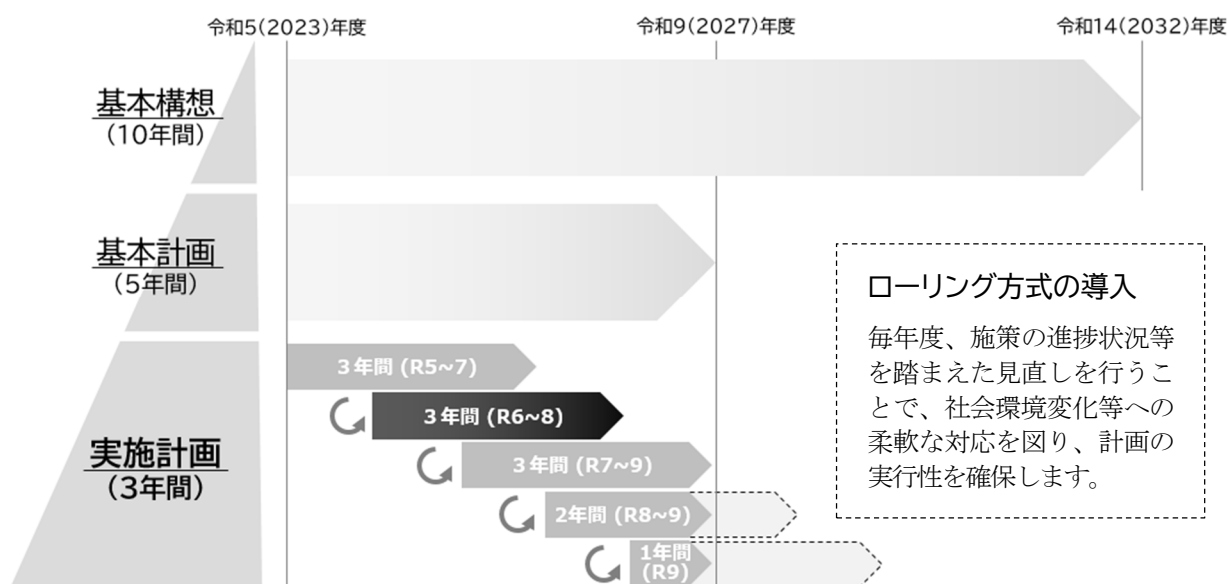 令和5(2023)年度
令和9(2027)年度
令和14(2032)年度
基本構想
(10年間)
基本計画
(5年間)
実施計画
(3年間)
3年間 (R5~7)
3年間 (R6~8)
3年間 (R7~9)
2年間 (R8~9)
1年間
(R9)
ローリング方式の導入
毎年度、施策の進捗状況等
を踏まえた見直しを行うこ
とで、社会環境変化等への
柔軟な対応を図り、計画の
実行性を確保します。